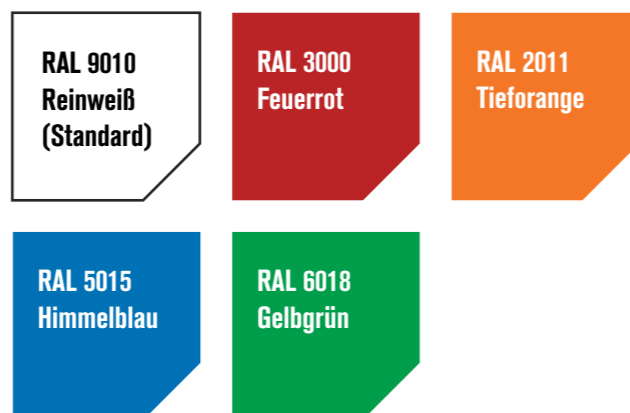 RAL 9010
Reinweiß
(Standard)
RAL 3000
Feuerrot
RAL 2011
Tieforange
RAL 5015
Himmelblau
RAL 6018
Gelbgrün